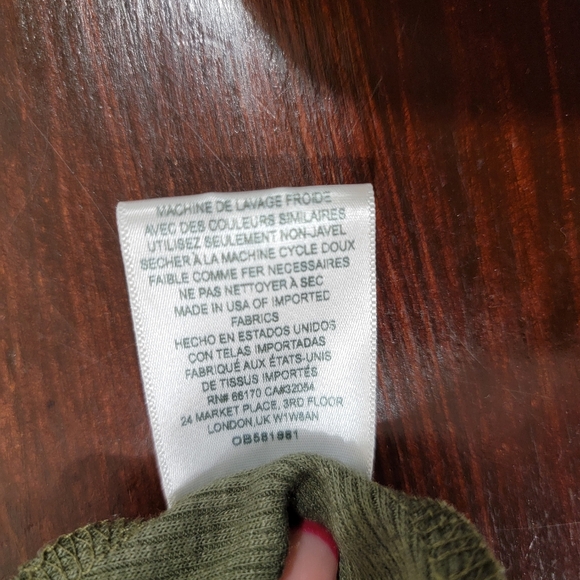 MACHINE DE LAVAGE FROIDE
AVEC DES COULEURS SIMILAIRES
UTILISEZ SEULEMENT NON-JAVEL
SECHER À LA MACHINE CYCLE DOUX
FAIBLE COMME FER NECESSAIRES
NE PAS NETTOYER À SEC
MADE IN USA OF IMPORTED
FABRICS
HECHO EN ESTADOS UNIDOS
CON TELAS IMPORTADAS
FABRIQUÉ AUX ÉTATS-UNIS
DE TISSUS IMPORTÉS
RN# 66170 CA#32054
24 MARKET PLACE, 3RD FLOOR
LONDON,UK W1W8AN
OB581981